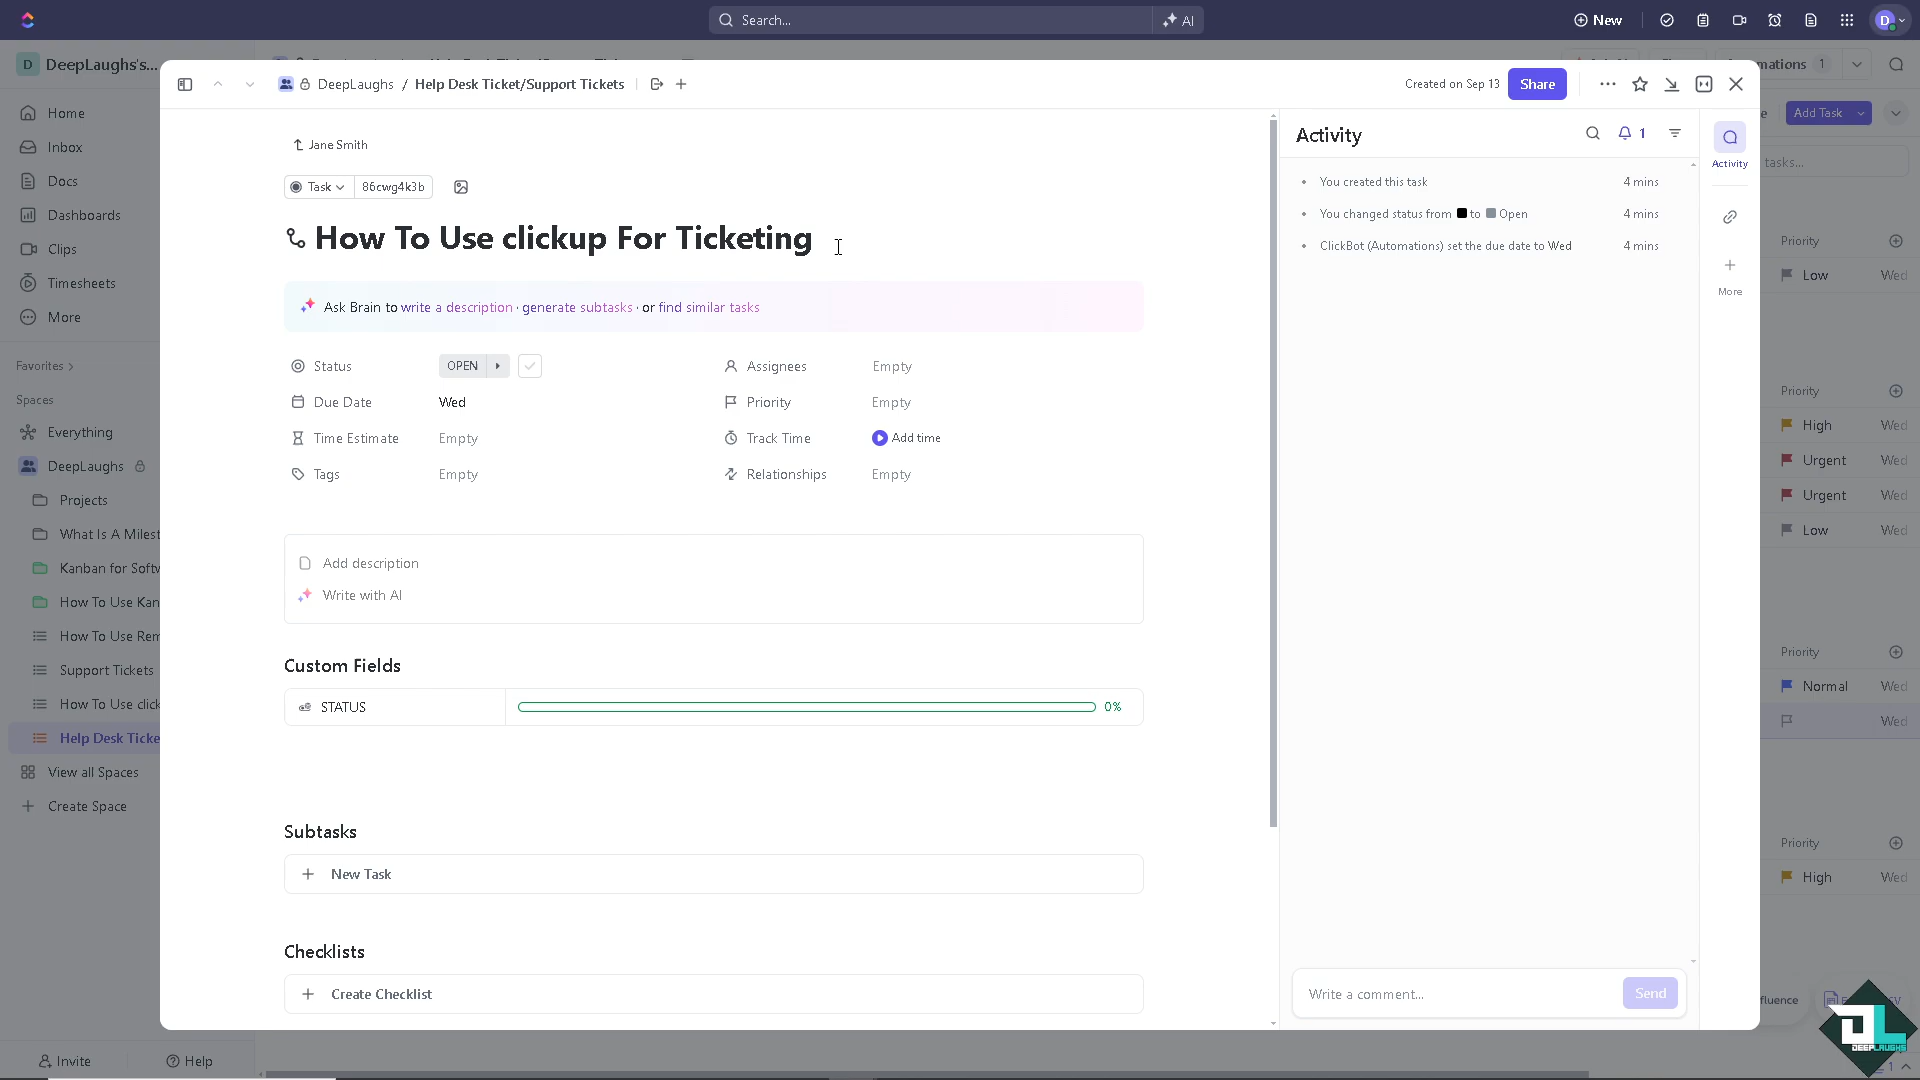 Search...
AI
New
D
D DeepLaughs's...
Automations 1
DeepLaughs / Help Desk Ticket/Support Tickets
Created on Sep 13
Share
Home
Inbox
Docs
Dashboards
Clips
Timesheets
More
Favorites
Spaces
Everything
DeepLaughs
Projects
What Is A Milest
Kanban for Softw
How To Use Kan
How To Use Rem
Support Tickets
How To Use click
Help Desk Ticke
View all Spaces
Create Space
Invite
Help
Jane Smith
Task
86cwg4k3b
How To Use clickup For Ticketing
Ask Brain to write a description · generate subtasks · or find similar tasks
Status OPEN
Assignees Empty
Due Date Wed
Priority Empty
Time Estimate Empty
Track Time Add time
Tags Empty
Relationships Empty
Add description
Write with AI
Custom Fields
STATUS 0%
Subtasks
New Task
Checklists
Create Checklist
Activity
1
You created this task 4 mins
You changed status from to Open 4 mins
ClickBot (Automations) set the due date to Wed 4 mins
Write a comment...
Send
Activity
More
Add Task
tasks...
Priority
Low Wed
Priority
High Wed
Urgent Wed
Urgent Wed
Low Wed
Priority
Normal Wed
Wed
Priority
High Wed
DEEPLAUGHS